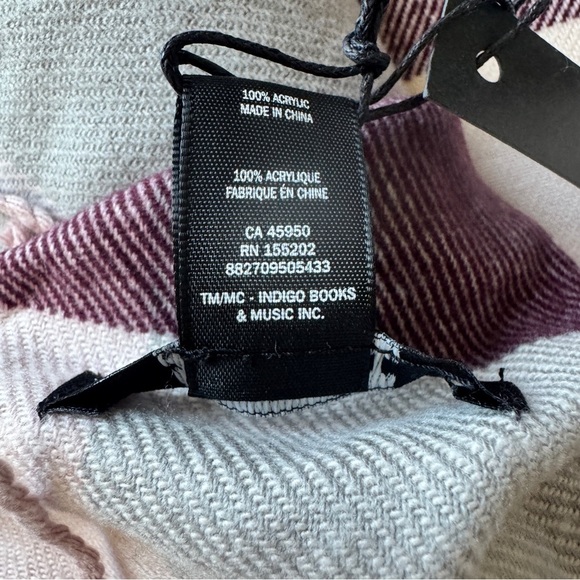 100% ACRYLIC
MADE IN CHINA
100% ACRYLIQUE
FABRIQUE ÉN CHINE
CA 45950
RN 155202
882709505433
TM/MC - INDIGO BOOKS
& MUSIC INC.